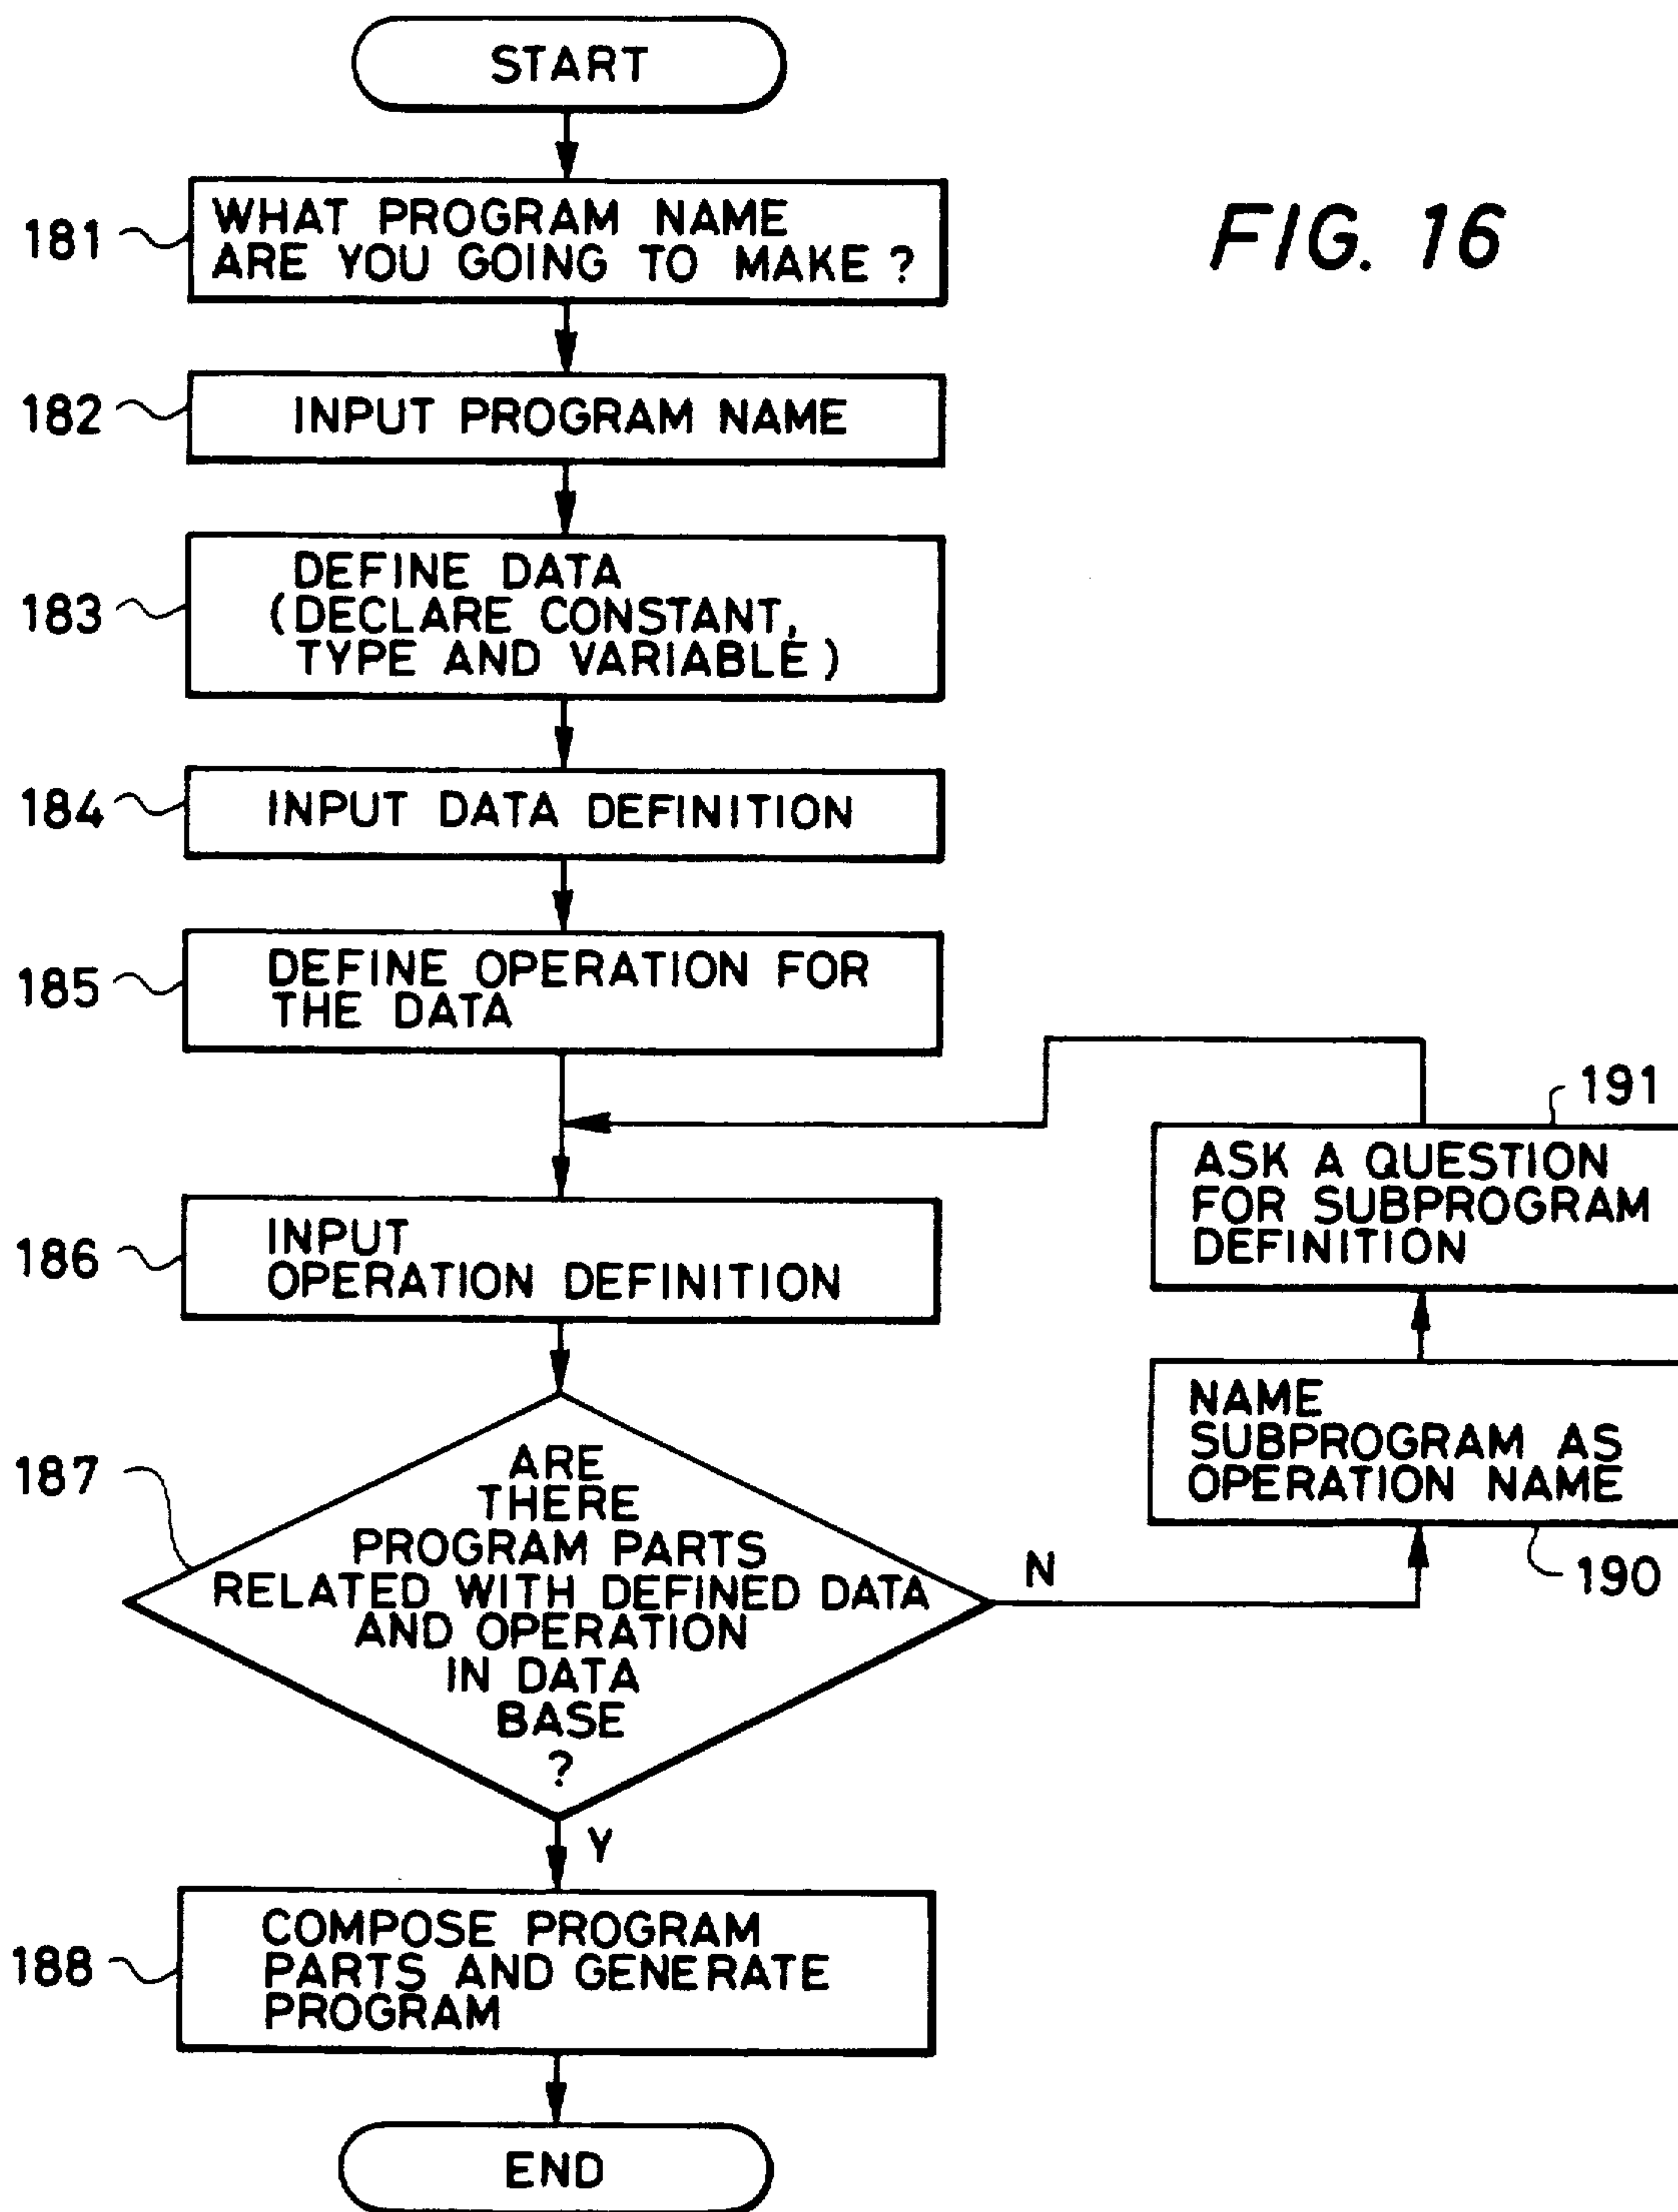 START
FIG. 16
181
WHAT PROGRAM NAME
ARE YOU GOING TO MAKE ?
182
INPUT PROGRAM NAME
183
DEFINE DATA
(DECLARE CONSTANT,
TYPE AND VARIABLE)
184
INPUT DATA DEFINITION
185
DEFINE OPERATION FOR
THE DATA
191
ASK A QUESTION
FOR SUBPROGRAM
DEFINITION
186
INPUT
OPERATION DEFINITION
NAME
SUBPROGRAM AS
OPERATION NAME
190
187
ARE
THERE
PROGRAM PARTS
RELATED WITH DEFINED DATA
AND OPERATION
IN DATA
BASE
?
N
Y
188
COMPOSE PROGRAM
PARTS AND GENERATE
PROGRAM
END